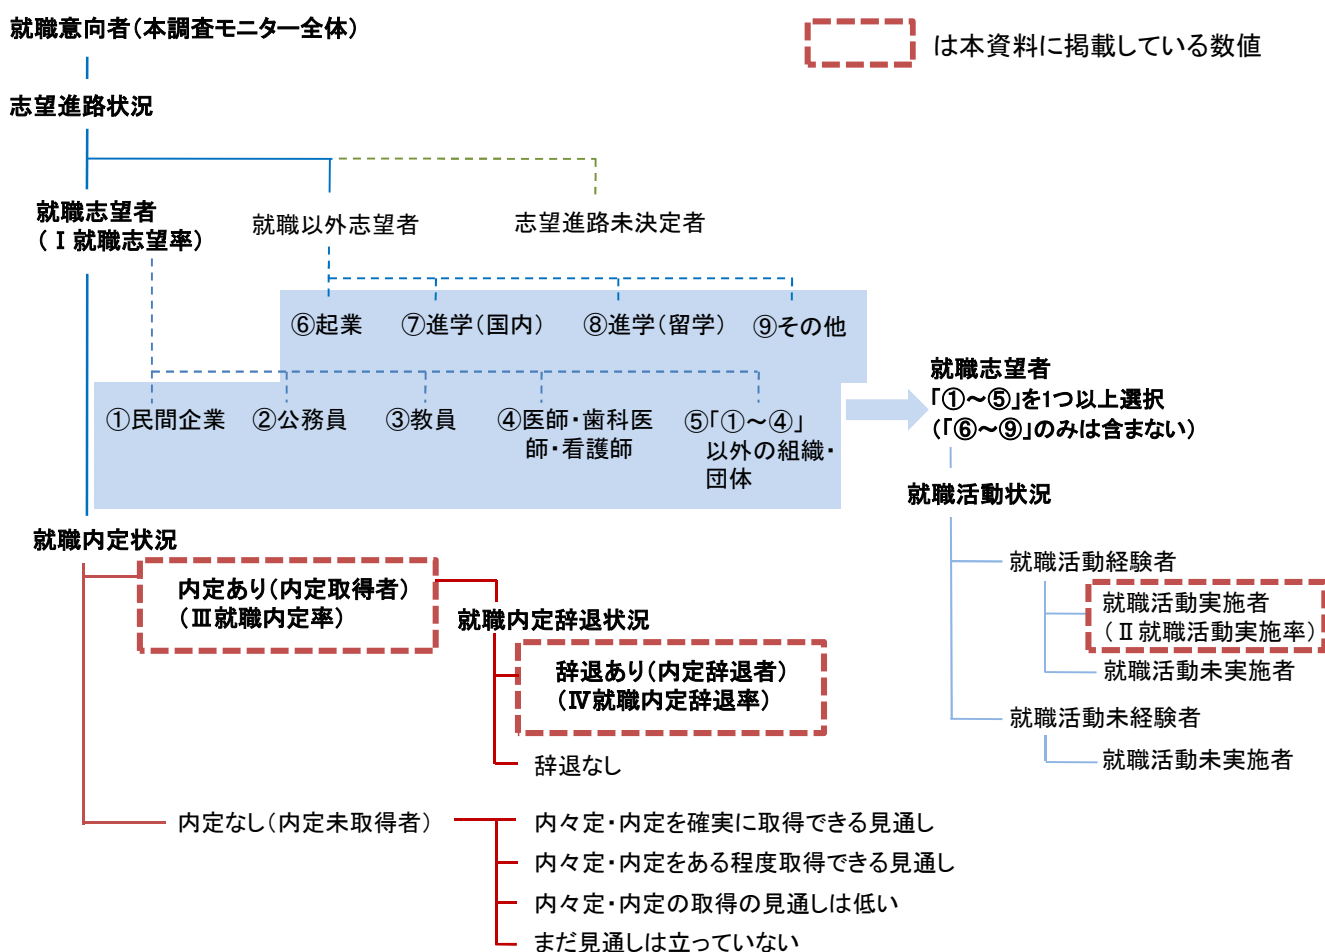 就職意向者(本調査モニター全体)
は本資料に掲載している数値
志望進路状況
就職志望者
(Ⅰ就職志望率)
就職以外志望者
志望進路未決定者
⑥起業
⑦進学(国内)
⑧進学(留学)
⑨その他
①民間企業
②公務員
③教員
④医師・歯科医
師・看護師
⑤「①~④」
以外の組織・
団体
就職志望者
「①~⑤」を1つ以上選択
(「⑥~⑨」のみは含まない)
就職活動状況
就職活動経験者
就職活動実施者
(Ⅱ就職活動実施率)
就職活動未実施者
就職活動未経験者
就職活動未実施者
就職内定状況
内定あり(内定取得者)
(Ⅲ就職内定率)
就職内定辞退状況
辞退あり(内定辞退者)
(Ⅳ就職内定辞退率)
辞退なし
内定なし(内定未取得者)
内々定・内定を確実に取得できる見通し
内々定・内定をある程度取得できる見通し
内々定・内定の取得の見通しは低い
まだ見通しは立っていない